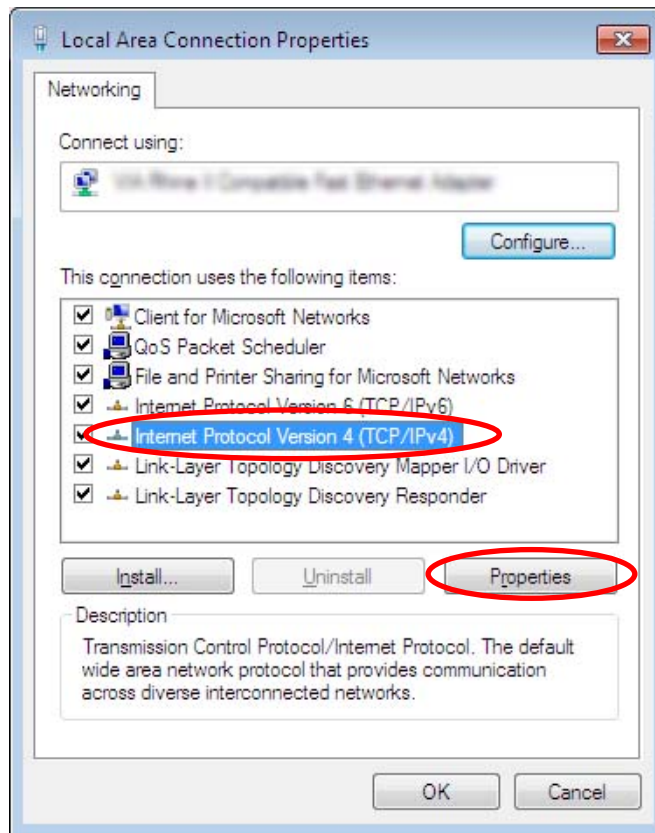 Local Area Connection Properties
Networking
Connect using:
Configure...
This connection uses the following items:
Client for Microsoft Networks
QoS Packet Scheduler
File and Printer Sharing for Microsoft Networks
Internet Protocol Version 6 (TCP/IPv6)
Internet Protocol Version 4 (TCP/IPv4)
Link-Layer Topology Discovery Mapper I/O Driver
Link-Layer Topology Discovery Responder
Install... Uninstall Properties
Description
Transmission Control Protocol/Internet Protocol. The default
wide area network protocol that provides communication
across diverse interconnected networks.
OK Cancel